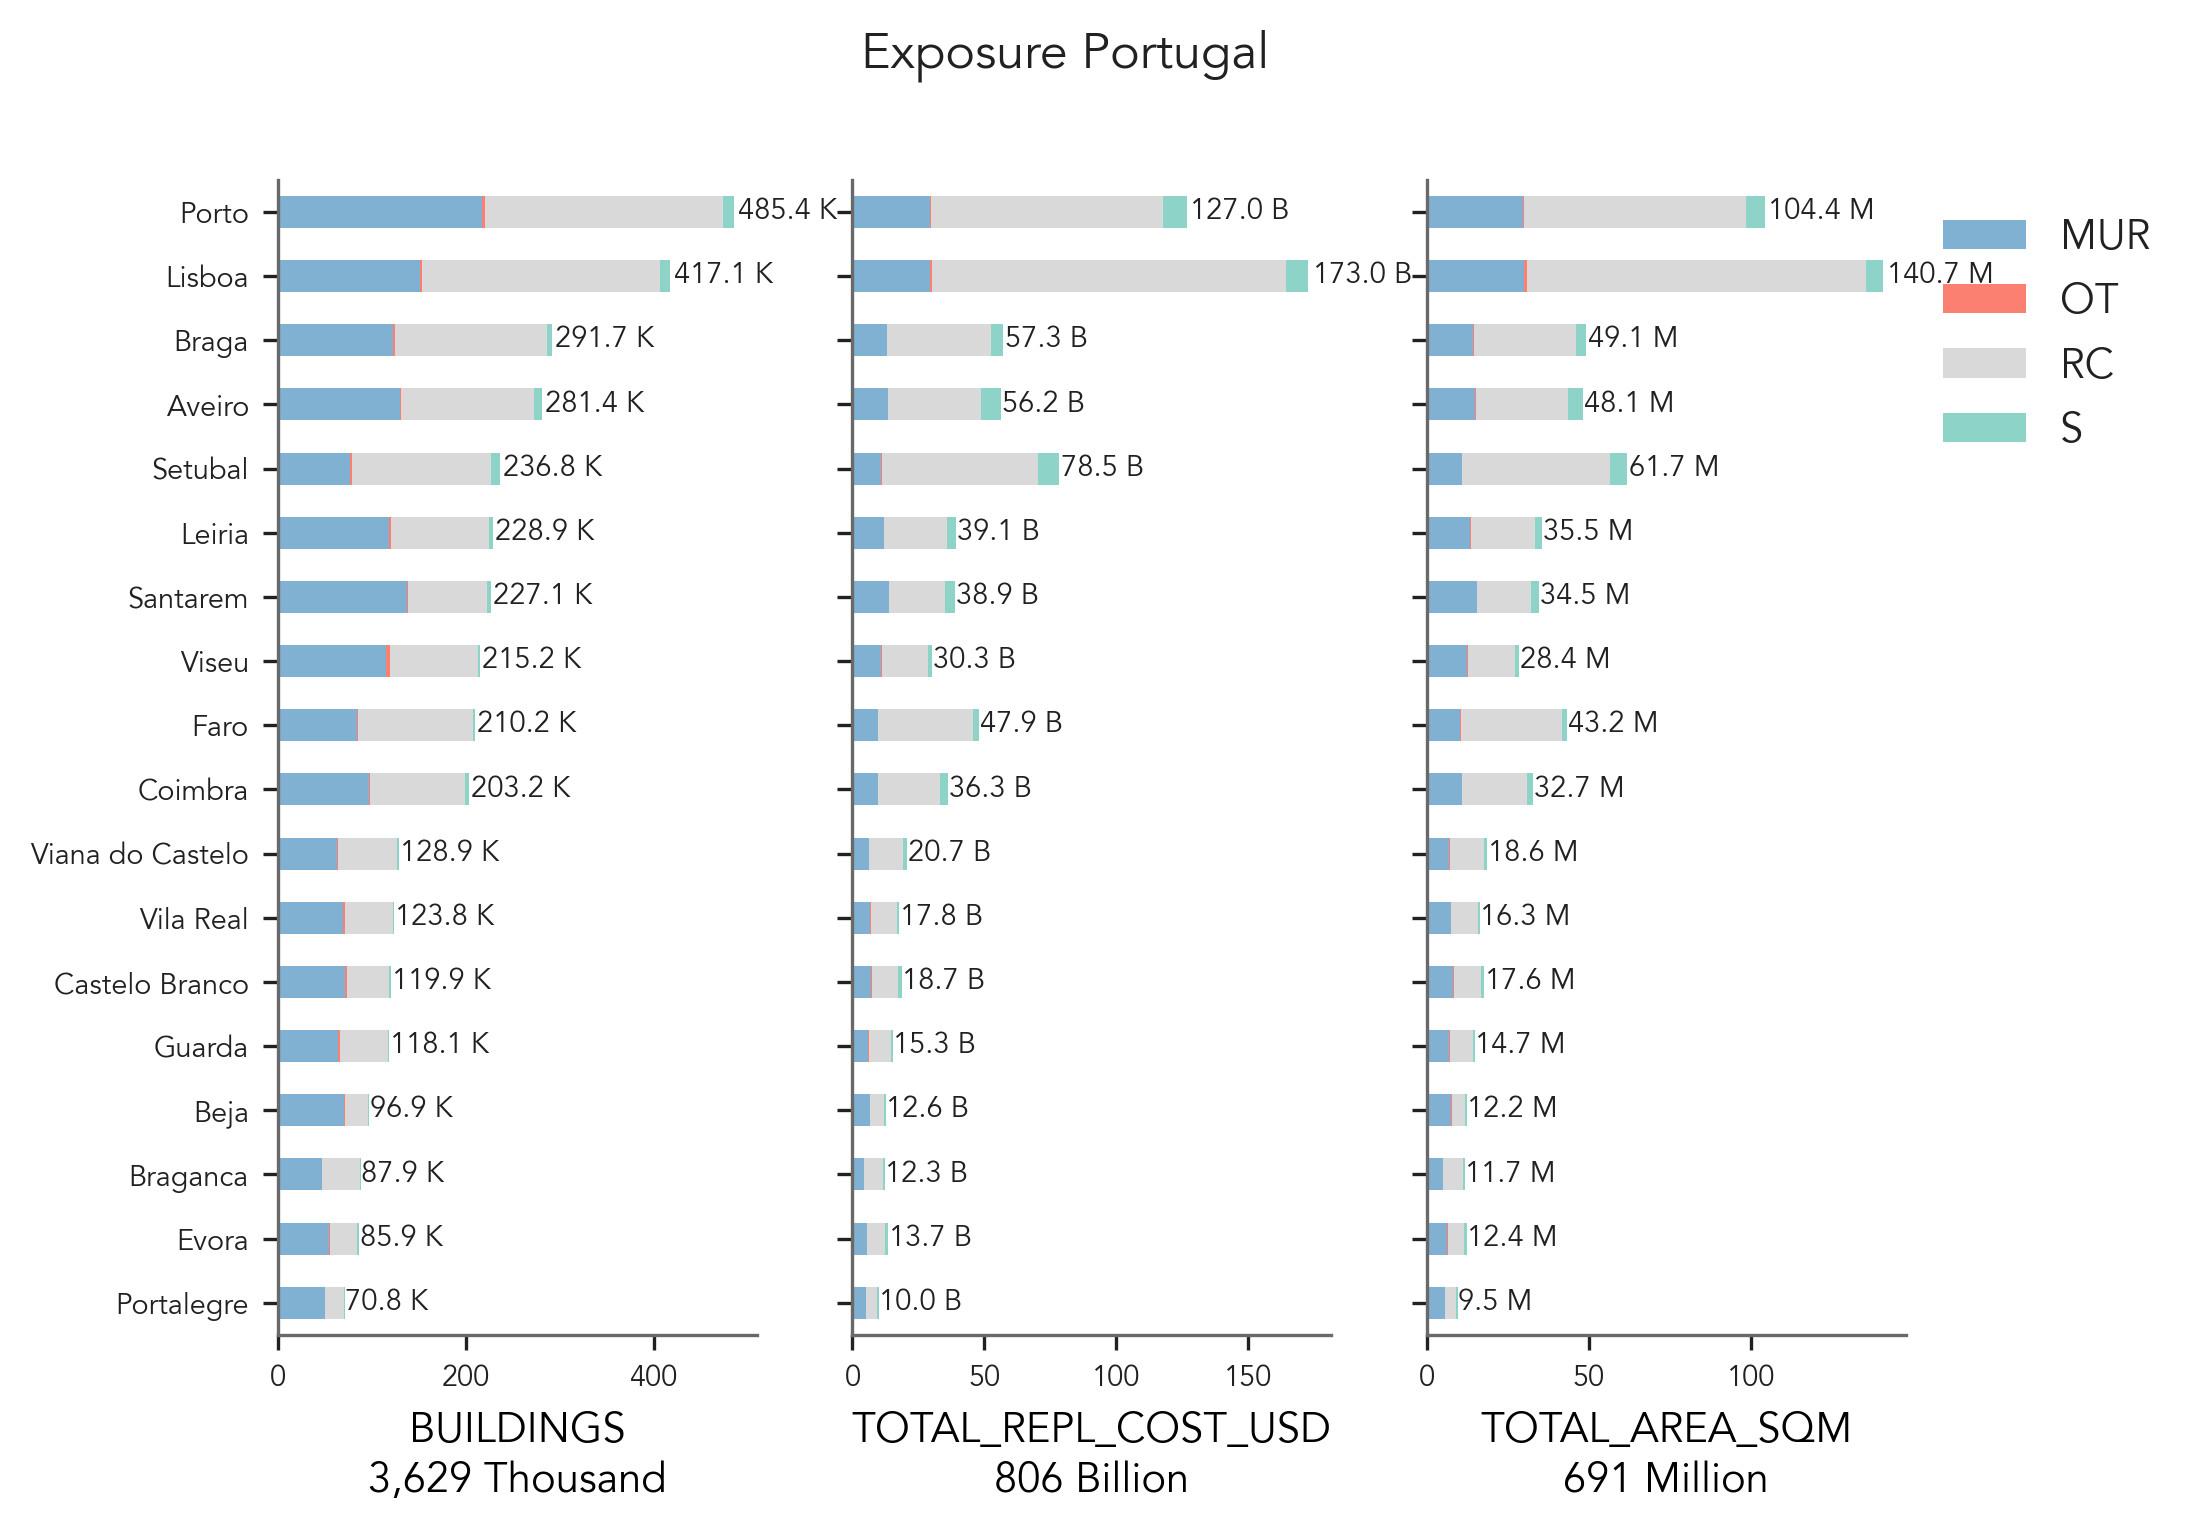 Exposure Portugal
Porto 485.4 K 127.0 B 104.4 M
Lisboa 417.1 K 173.0 B 140.7 M
Braga 291.7 K 57.3 B 49.1 M
Aveiro 281.4 K 56.2 B 48.1 M
Setubal 236.8 K 78.5 B 61.7 M
Leiria 228.9 K 39.1 B 35.5 M
Santarem 227.1 K 38.9 B 34.5 M
Viseu 215.2 K 30.3 B 28.4 M
Faro 210.2 K 47.9 B 43.2 M
Coimbra 203.2 K 36.3 B 32.7 M
Viana do Castelo 128.9 K 20.7 B 18.6 M
Vila Real 123.8 K 17.8 B 16.3 M
Castelo Branco 119.9 K 18.7 B 17.6 M
Guarda 118.1 K 15.3 B 14.7 M
Beja 96.9 K 12.6 B 12.2 M
Braganca 87.9 K 12.3 B 11.7 M
Evora 85.9 K 13.7 B 12.4 M
Portalegre 70.8 K 10.0 B 9.5 M
0 200 400
BUILDINGS
3,629 Thousand
0 50 100 150
TOTAL_REPL_COST_USD
806 Billion
0 50 100
TOTAL_AREA_SQM
691 Million
MUR
OT
RC
S